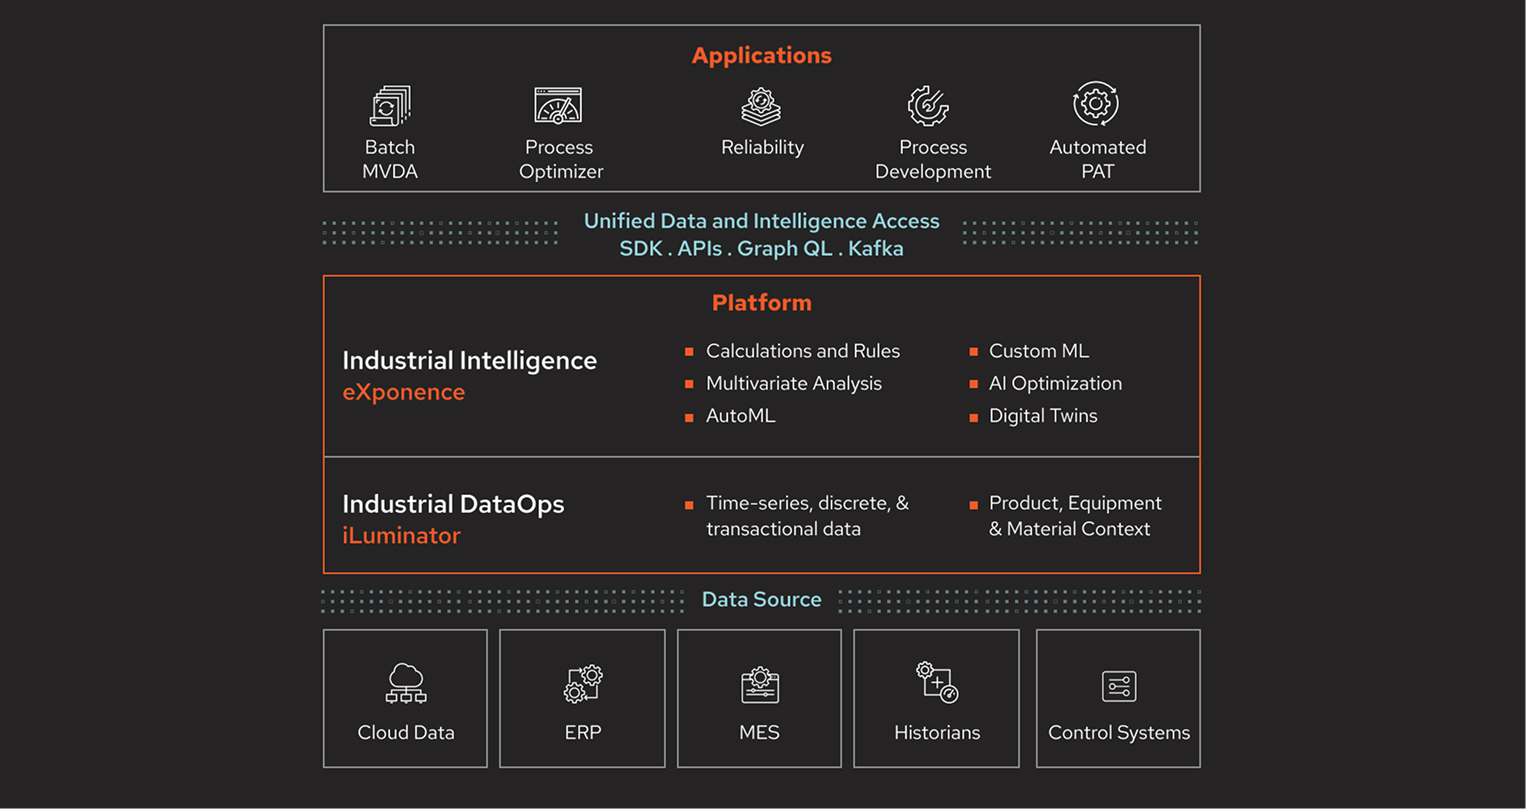 Applications
Batch
MVDA
Process
Optimizer
Reliability
Process
Development
Automated
PAT
Unified Data and Intelligence Access
SDK . APIs . Graph QL . Kafka
Platform
Industrial Intelligence
eXponence
Calculations and Rules
Multivariate Analysis
AutoML
Custom ML
AI Optimization
Digital Twins
Industrial DataOps
iLuminator
Time-series, discrete, &
transactional data
Product, Equipment
& Material Context
Data Source
Cloud Data
ERP
MES
Historians
Control Systems